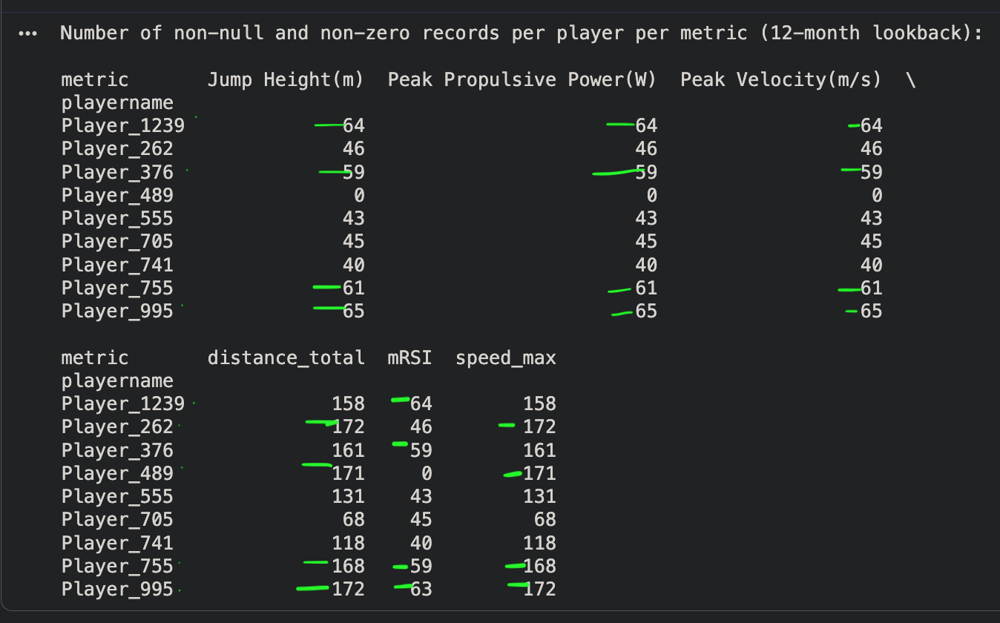 ••• Number of non-null and non-zero records per player per metric (12-month lookback):
metric Jump Height(m) Peak Propulsive Power(W) Peak Velocity(m/s) \
playername
Player_1239 64 64 64
Player_262 46 46 46
Player_376 59 59 59
Player_489 0 0 0
Player_555 43 43 43
Player_705 45 45 45
Player_741 40 40 40
Player_755 61 61 61
Player_995 65 65 65
metric distance_total mRSI speed_max
playername
Player_1239 158 64 158
Player_262 172 46 172
Player_376 161 59 161
Player_489 171 0 171
Player_555 131 43 131
Player_705 68 45 68
Player_741 118 40 118
Player_755 168 59 168
Player_995 172 63 172